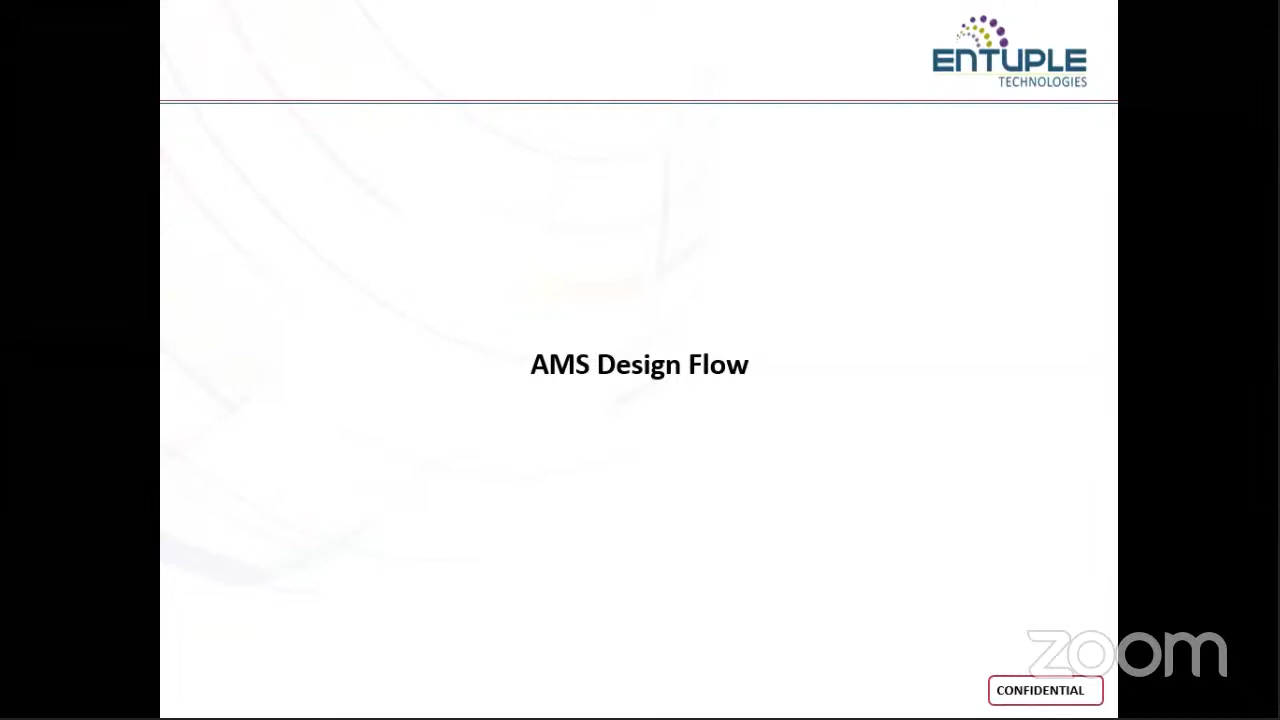 ENTUPLE
TECHNOLOGIES
AMS Design Flow
zoom
CONFIDENTIAL